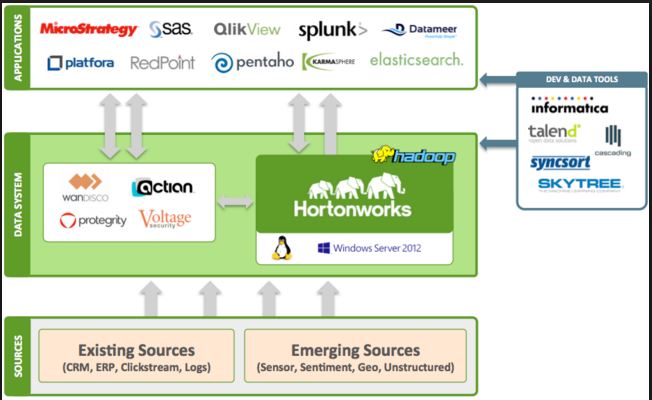 APPLICATIONS
MicroStrategy
sas
QlikView
splunk>
Datameer
platfora
RedPoint
pentaho
KARMASPHERE
elasticsearch.
DEV & DATA TOOLS
informatica
talend
open data solutions
cascading
syncsort
SKYTREE
DATA SYSTEM
WANDISCO
actian
protegrity
Voltage
security
hadoop
Hortonworks
Windows Server 2012
SOURCES
Existing Sources
(CRM, ERP, Clickstream, Logs)
Emerging Sources
(Sensor, Sentiment, Geo, Unstructured)